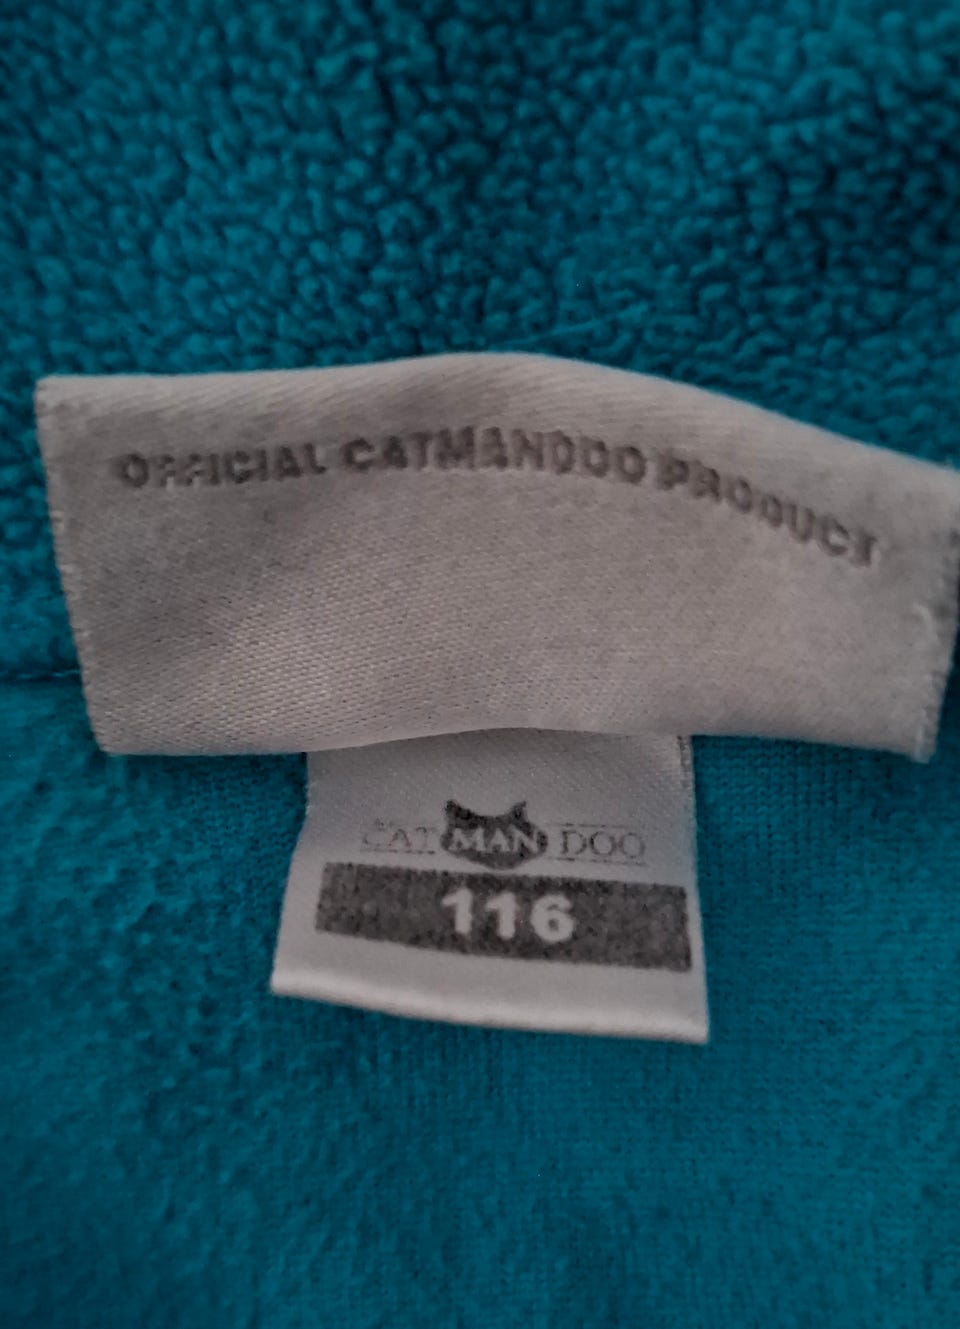 OFFICIAL CATMANDOO PRODUCT
CAT MAN DOO
116